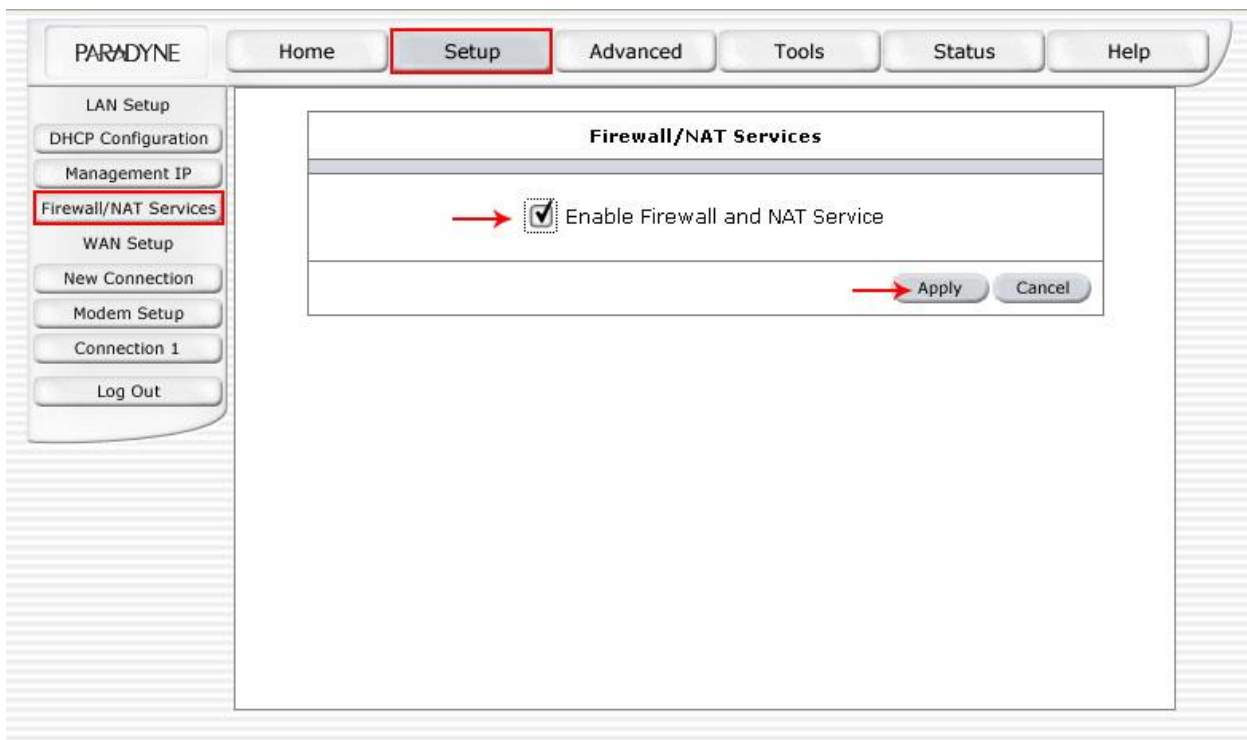 PARADYNE
Home
Setup
Advanced
Tools
Status
Help
LAN Setup
DHCP Configuration
Management IP
Firewall/NAT Services
WAN Setup
New Connection
Modem Setup
Connection 1
Log Out
Firewall/NAT Services
Enable Firewall and NAT Service
Apply
Cancel